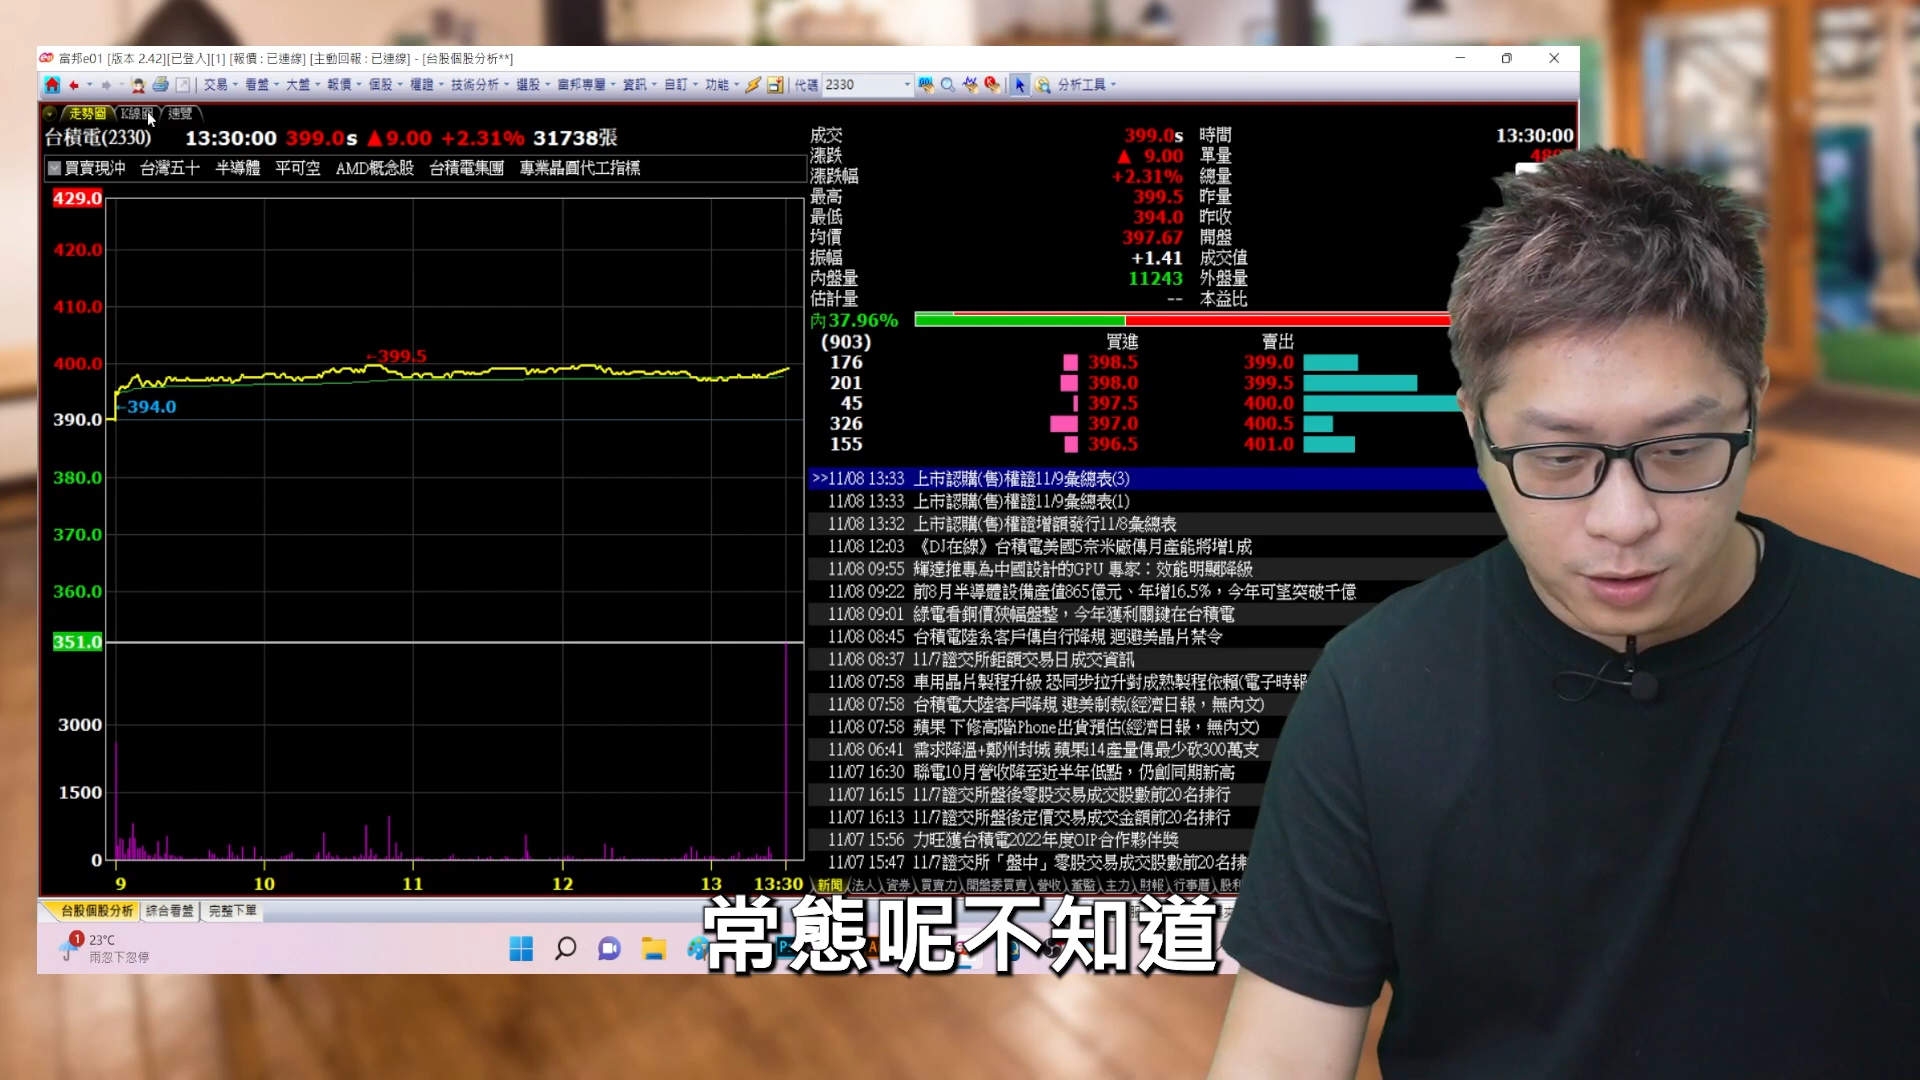 富邦e01 [版本 2.42][已登入][1] [報價 : 已連線] [主動回報 : 已連線] - [台股個股分析**]
交易 看盤 大盤 報價 個股 權證 技術分析 選股 富邦專屬 資訊 自訂 功能 代碼 2330 分析工具
走勢圖 K線圖 速覽
台積電(2330) 13:30:00 399.0s ▲9.00 +2.31% 31738張
買賣現沖 台灣五十 半導體 平可空 AMD概念股 台積電集團 專業晶圓代工指標
429.0
420.0
410.0
400.0
390.0
380.0
370.0
360.0
351.0
3000
1500
0
←399.5
←394.0
9 10 11 12 13 13:30
成交 399.0s 時間 13:30:00
漲跌 ▲ 9.00 單量
漲跌幅 +2.31% 總量
最高 399.5 昨量
最低 394.0 昨收
均價 397.67 開盤
振幅 +1.41 成交值
內盤量 11243 外盤量
估計量 -- 本益比
內37.96%
(903) 買進 賣出
176 398.5 399.0
201 398.0 399.5
45 397.5 400.0
326 397.0 400.5
155 396.5 401.0
>>11/08 13:33 上市認購(售)權證11/9彙總表(3)
11/08 13:33 上市認購(售)權證11/9彙總表(1)
11/08 13:32 上市認購(售)權證增額發行11/8彙總表
11/08 12:03 《DJ在線》台積電美國5奈米廠傳月產能將增1成
11/08 09:55 輝達推專為中國設計的GPU 專家：效能明顯降級
11/08 09:22 前8月半導體設備產值865億元、年增16.5%，今年可望突破千億
11/08 09:01 綠電看銅價狹幅盤整，今年獲利關鍵在台積電
11/08 08:45 台積電陸系客戶傳自行降規 迴避美晶片禁令
11/08 08:37 11/7證交所鉅額交易日成交資訊
11/08 07:58 車用晶片製程升級 恐同步拉升對成熟製程依賴(電子時報
11/08 07:58 台積電大陸客戶降規 避美制裁(經濟日報，無內文)
11/08 07:58 蘋果 下修高階iPhone出貨預估(經濟日報，無內文)
11/08 06:41 需求降溫+鄭州封城 蘋果i14產量傳最少砍300萬支
11/07 16:30 聯電10月營收降至近半年低點，仍創同期新高
11/07 16:15 11/7證交所盤後零股交易成交股數前20名排行
11/07 16:13 11/7證交所盤後定價交易成交金額前20名排行
11/07 15:56 力旺獲台積電2022年度OIP合作夥伴獎
11/07 15:47 11/7證交所「盤中」零股交易成交股數前20名排
新聞 法人 資券 買賣力 開盤委買賣 營收 董監 主力 財報 行事曆 股利
台股個股分析 綜合看盤 完整下單
1 23°C
雨忽下忽停
常態呢不知道